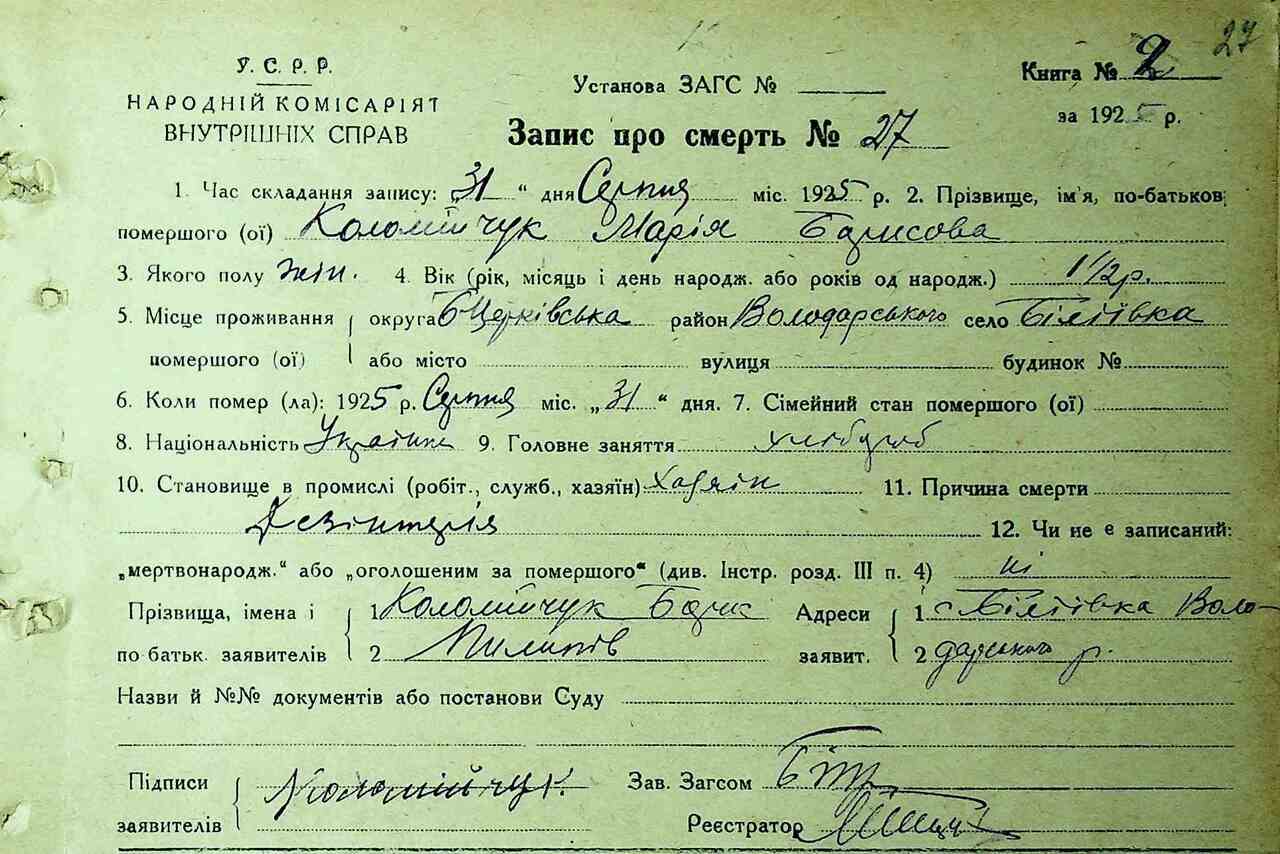 27
У.С.Р.Р.
НАРОДНІЙ КОМІСАРІЯТ
ВНУТРІШНІХ СПРАВ
Установа ЗАГС №
Книга № 2
за 1925 р.
Запис про смерть № 27
1. Час складання запису: „31“ дня Серпня міс. 1925 р. 2. Прізвище, ім'я, по-батьков.
помершого (ої) Коломійчук Марія Борисова
3. Якого полу жін. 4. Вік (рік, місяць і день народж. або років од народж.) 1 1/2 р.
5. Місце проживання округа БЦерківська район Володарського село Біліївка
помершого (ої) або місто вулиця будинок №
6. Коли помер (ла): 1925 р. Серпня міс. „31“ дня. 7. Сімейний стан помершого (ої)
8. Національність Українка 9. Головне заняття хлібороб
10. Становище в промислі (робіт., служб., хазяїн) Хазяїн 11. Причина смерти
Дезінтерія 12. Чи не є записаний:
„мертвонародж.“ або „оголошеним за помершого“ (див. Інстр. розд. III п. 4) ні
Прізвища, імена і 1 Коломійчук Борис Адреси 1 с Біліївка Воло-
по батьк. заявителів 2 Пилипів заявит. 2 дарського р.
Назви й №№ документів або постанови Суду
Підписи Коломійчук. Зав. Загсом
заявителів Реєстратор